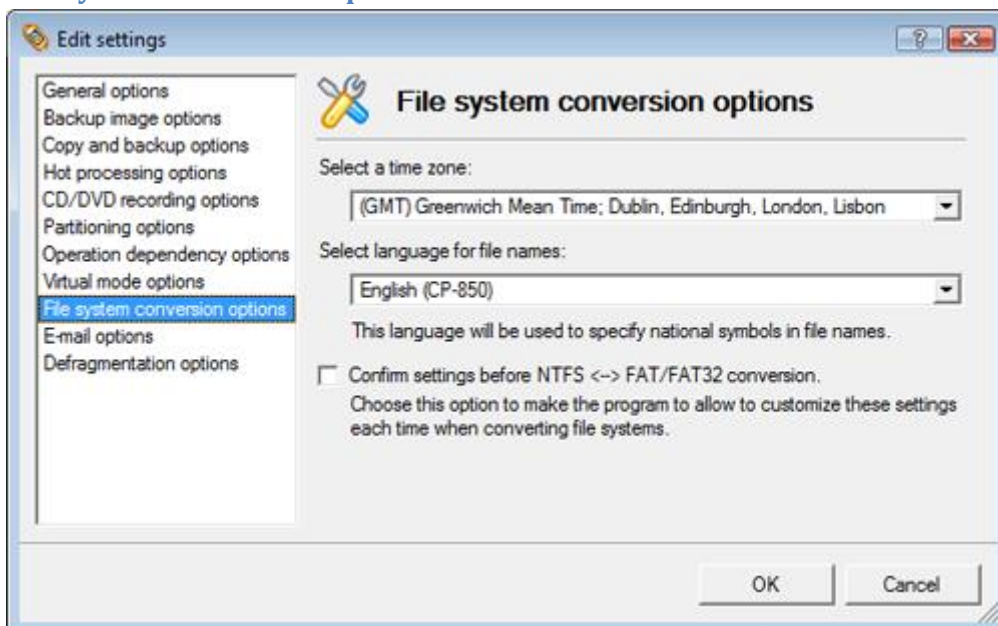 Edit settings
General options
Backup image options
Copy and backup options
Hot processing options
CD/DVD recording options
Partitioning options
Operation dependency options
Virtual mode options
File system conversion options
E-mail options
Defragmentation options
File system conversion options
Select a time zone:
(GMT) Greenwich Mean Time; Dublin, Edinburgh, London, Lisbon
Select language for file names:
English (CP-850)
This language will be used to specify national symbols in file names.
Confirm settings before NTFS <--> FAT/FAT32 conversion.
Choose this option to make the program to allow to customize these settings
each time when converting file systems.
OK
Cancel